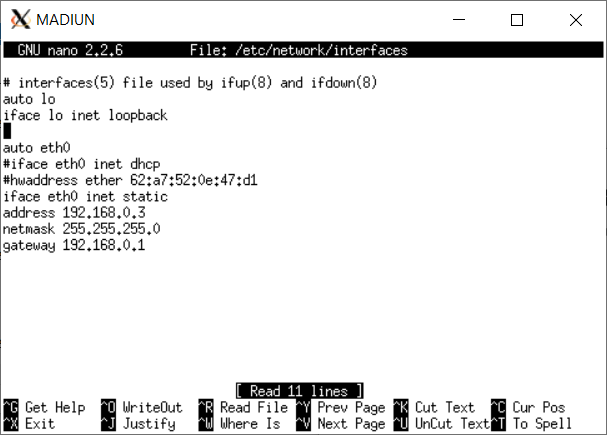 MADIUN
GNU nano 2.2.6 File: /etc/network/interfaces
# interfaces(5) file used by ifup(8) and ifdown(8)
auto lo
iface lo inet loopback
auto eth0
#iface eth0 inet dhcp
#hwaddress ether 62:a7:52:0e:47:d1
iface eth0 inet static
address 192.168.0.3
netmask 255.255.255.0
gateway 192.168.0.1
[ Read 11 lines ]
^G Get Help ^O WriteOut ^R Read File ^Y Prev Page ^K Cut Text ^C Cur Pos
^X Exit ^J Justify ^W Where Is ^V Next Page ^U UnCut Text ^T To Spell